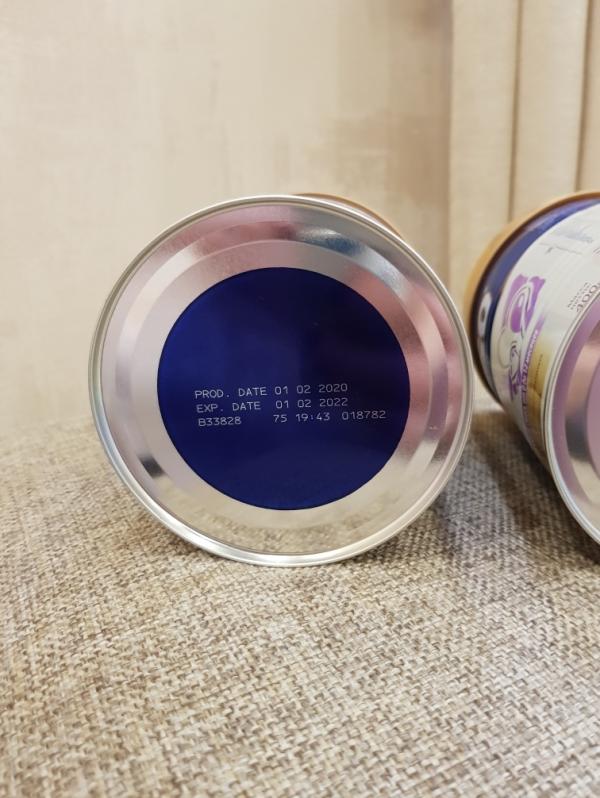 PROD. DATE 01 02 2020
EXP. DATE 01 02 2022
B33828 75 19:43 018782